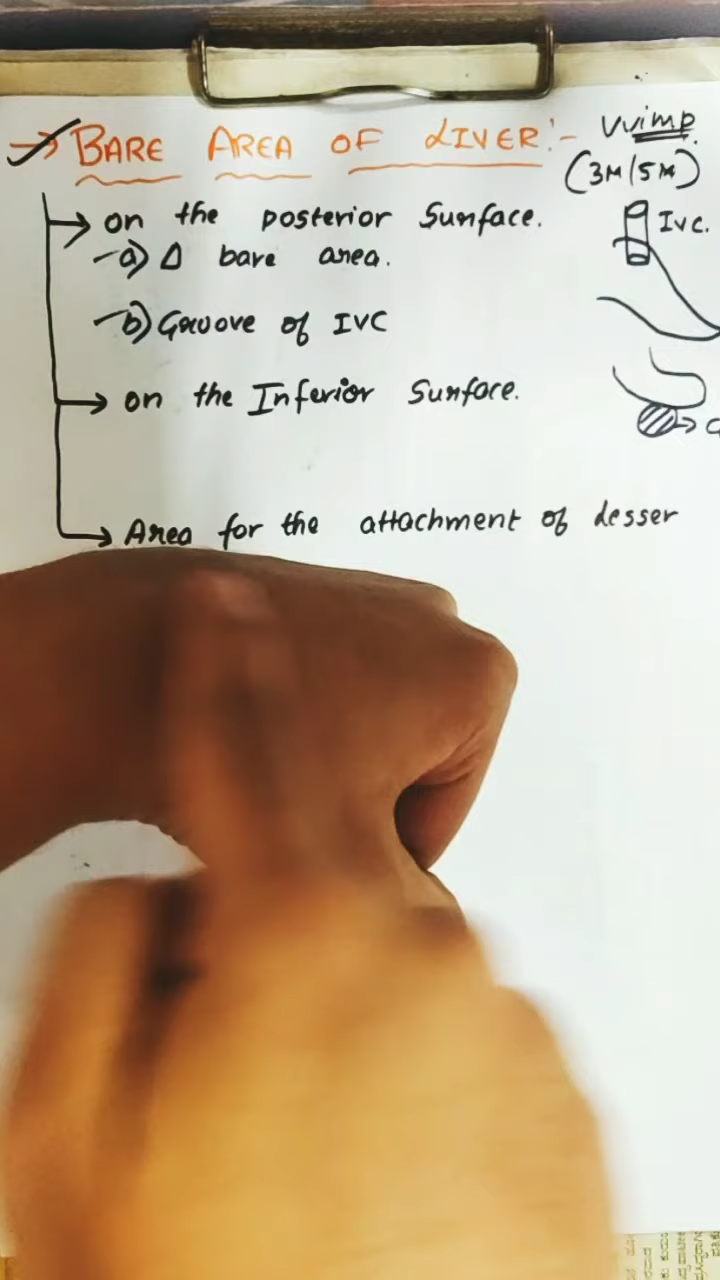 → BARE AREA OF LIVER:- VVimp.
(3M/5M)
→ on the posterior Surface.
a) Δ bare area.
IVC.
b) Groove of IVC
→ on the Inferior Surface.
→ Area for the attachment of Lesser